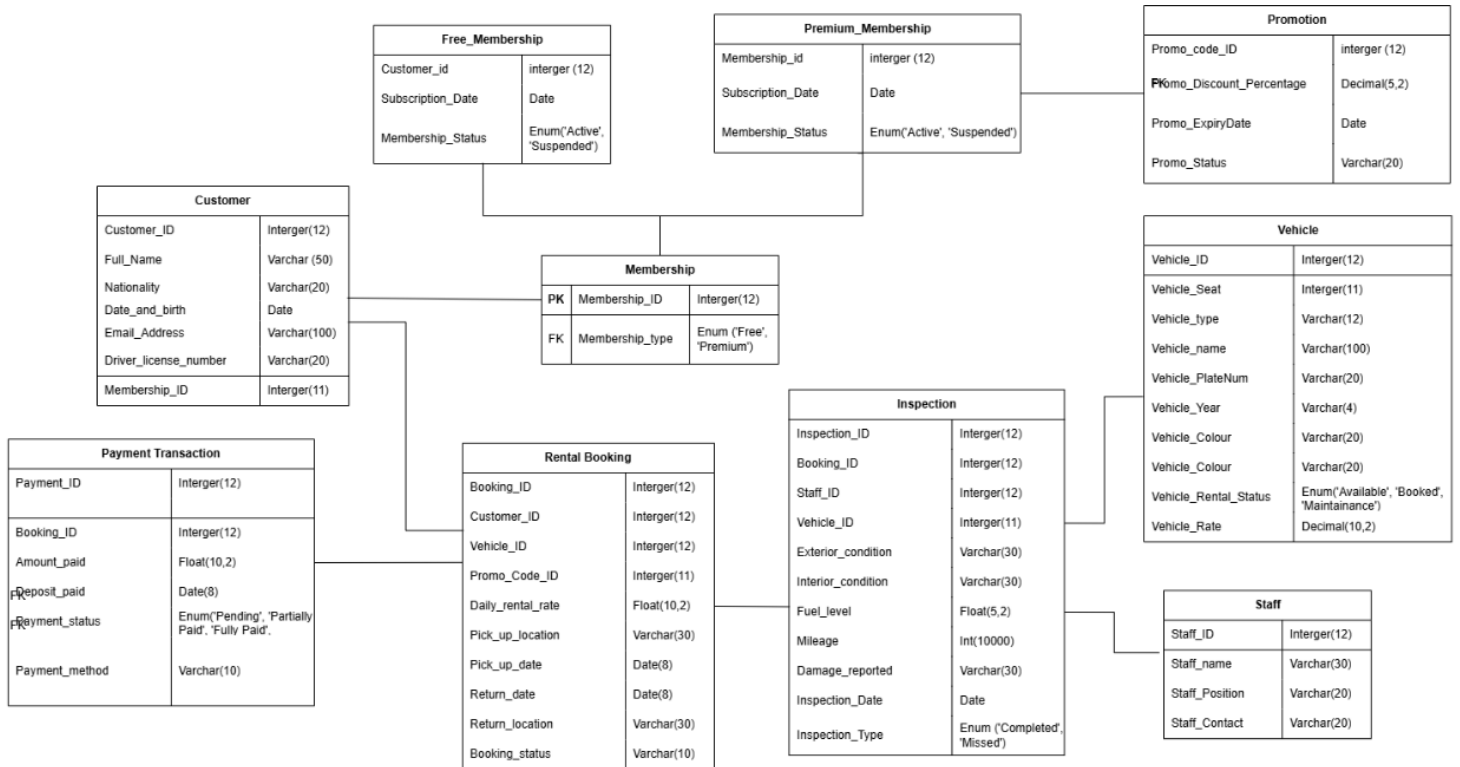 Free_Membership
Customer_id interger (12)
Subscription_Date Date
Membership_Status Enum('Active',
'Suspended')
Premium_Membership
Membership_id interger (12)
Subscription_Date Date
Membership_Status Enum('Active', 'Suspended')
Promotion
Promo_code_ID interger (12)
PK
Promo_Discount_Percentage Decimal(5,2)
Promo_ExpiryDate Date
Promo_Status Varchar(20)
Customer
Customer_ID Interger(12)
Full_Name Varchar (50)
Nationality Varchar(20)
Date_and_birth Date
Email_Address Varchar(100)
Driver_license_number Varchar(20)
Membership_ID Interger(11)
Membership
PK Membership_ID Interger(12)
FK Membership_type Enum ('Free',
'Premium')
Vehicle
Vehicle_ID Interger(12)
Vehicle_Seat Interger(11)
Vehicle_type Varchar(12)
Vehicle_name Varchar(100)
Vehicle_PlateNum Varchar(20)
Vehicle_Year Varchar(4)
Vehicle_Colour Varchar(20)
Vehicle_Colour Varchar(20)
Vehicle_Rental_Status Enum('Available', 'Booked',
'Maintainance')
Vehicle_Rate Decimal(10,2)
Payment Transaction
Payment_ID Interger(12)
Booking_ID Interger(12)
Amount_paid Float(10,2)
Deposit_paid Date(8)
FK
Payment_status Enum('Pending', 'Partially
Paid', 'Fully Paid',
FK
Payment_method Varchar(10)
Rental Booking
Booking_ID Interger(12)
Customer_ID Interger(12)
Vehicle_ID Interger(12)
Promo_Code_ID Interger(11)
Daily_rental_rate Float(10,2)
Pick_up_location Varchar(30)
Pick_up_date Date(8)
Return_date Date(8)
Return_location Varchar(30)
Booking_status Varchar(10)
Inspection
Inspection_ID Interger(12)
Booking_ID Interger(12)
Staff_ID Interger(12)
Vehicle_ID Interger(11)
Exterior_condition Varchar(30)
Interior_condition Varchar(30)
Fuel_level Float(5,2)
Mileage Int(10000)
Damage_reported Varchar(30)
Inspection_Date Date
Inspection_Type Enum ('Completed',
'Missed')
Staff
Staff_ID Interger(12)
Staff_name Varchar(30)
Staff_Position Varchar(20)
Staff_Contact Varchar(20)